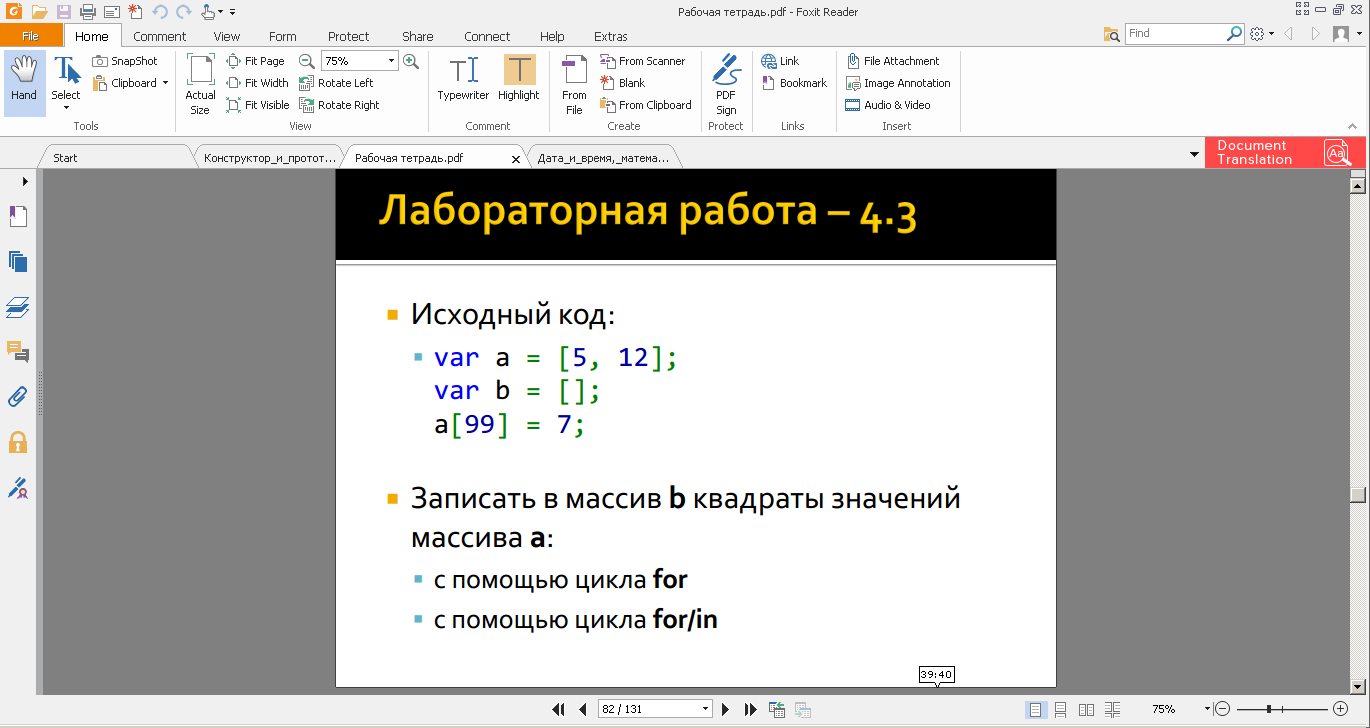 Рабочая тетрадь.pdf - Foxit Reader
File Home Comment View Form Protect Share Connect Help Extras Find
Hand
Select
SnapShot
Clipboard
Tools
Actual Size
Fit Page
Fit Width
Fit Visible
75%
Rotate Left
Rotate Right
View
Typewriter
Highlight
Comment
From File
From Scanner
Blank
From Clipboard
Create
PDF Sign
Protect
Link
Bookmark
Links
File Attachment
Image Annotation
Audio & Video
Insert
Start Конструктор_и_протот... Рабочая тетрадь.pdf Дата_и_время,_матема...
Document
Translation
Aa
Лабораторная работа – 4.3
Исходный код:
var a = [5, 12];
var b = [];
a[99] = 7;
Записать в массив b квадраты значений
массива a:
с помощью цикла for
с помощью цикла for/in
39:40
82 / 131
75%